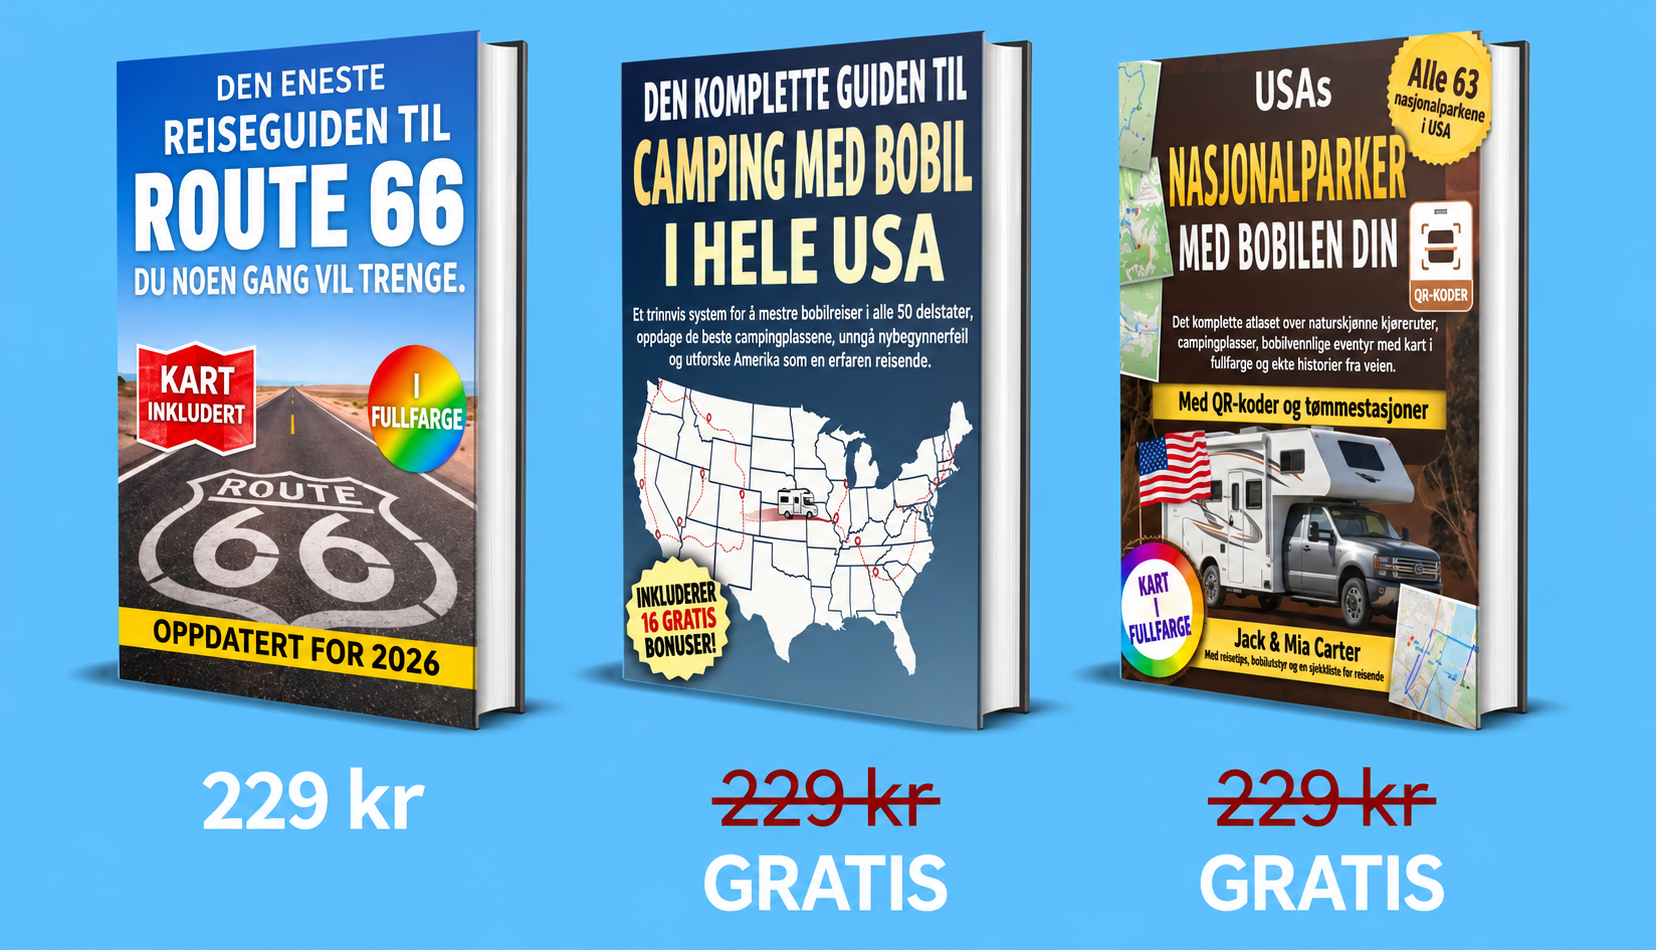 DEN ENESTE
REISEGUIDEN TIL
ROUTE 66
DU NOEN GANG VIL TRENGE.
KART
INKLUDERT
I
FULLFARGE
ROUTE
66
OPPDATERT FOR 2026
229 kr
DEN KOMPLETTE GUIDEN TIL
CAMPING MED BOBIL
I HELE USA
Et trinnvis system for å mestre bobilreiser i alle 50 delstater,
oppdage de beste campingplassene, unngå nybegynnerfeil
og utforske Amerika som en erfaren reisende.
INKLUDERER
16 GRATIS
BONUSER!
229 kr
GRATIS
USAs
Alle 63
nasjonalparkene
i USA
NASJONALPARKER
MED BOBILEN DIN
QR-KODER
Det komplette atlaset over naturskjønne kjøreruter,
campingplasser, bobilvennlige eventyr med kart i
fullfarge og ekte historier fra veien.
Med QR-koder og tømmestasjoner
KART
I
FULLFARGE
Jack & Mia Carter
Med reisetips, bobilutstyr og en sjekkliste for reisende
229 kr
GRATIS